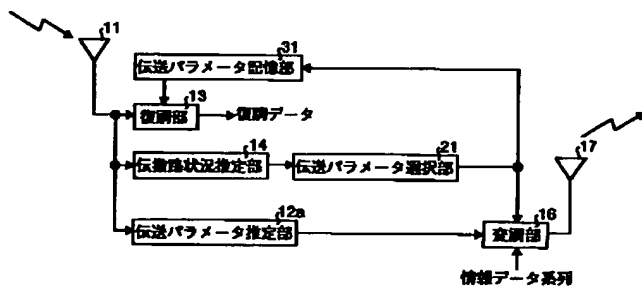 11
31
伝送パラメータ記憶部
13
復調部
復調データ
14
伝搬路状況推定部
21
伝送パラメータ選択部
17
12a
伝送パラメータ推定部
16
変調部
情報データ系列